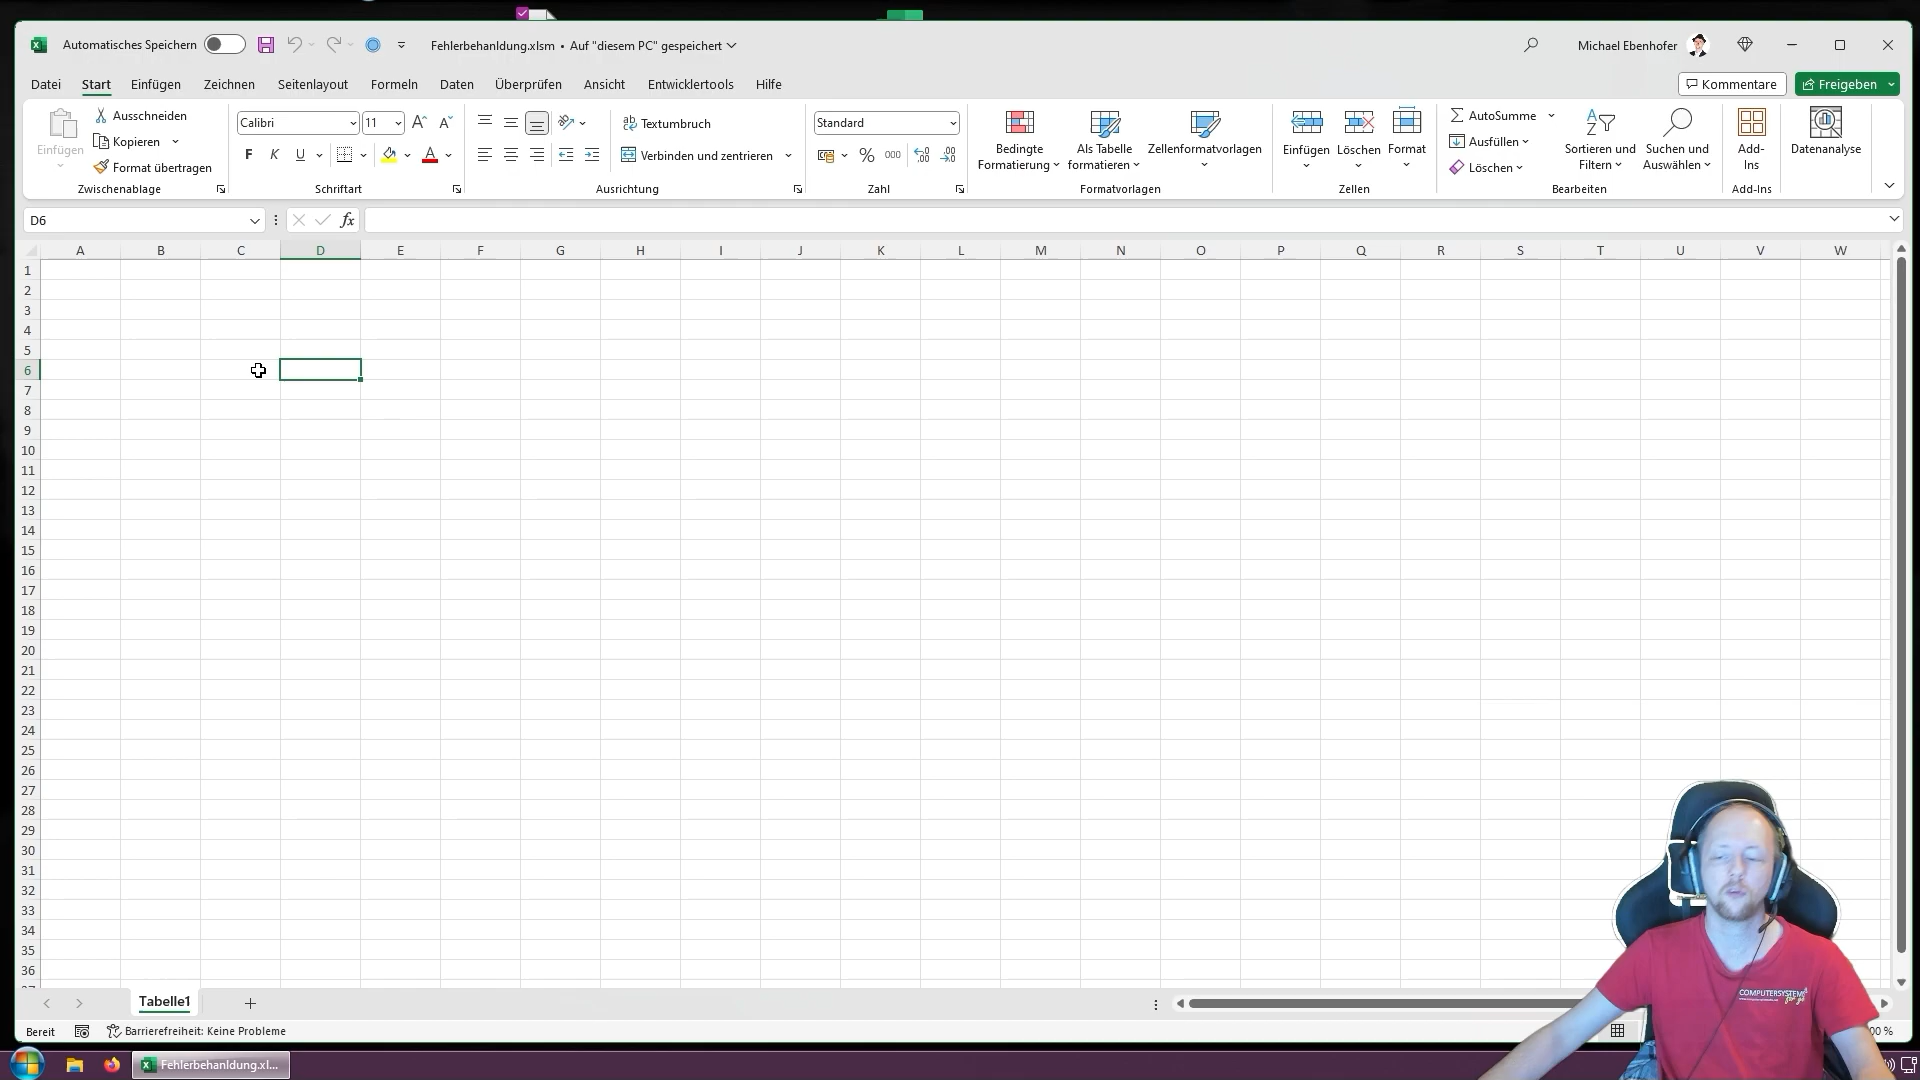 Automatisches Speichern
Fehlerbehanldung.xlsm • Auf "diesem PC" gespeichert
Michael Ebenhofer
Datei Start Einfügen Zeichnen Seitenlayout Formeln Daten Überprüfen Ansicht Entwicklertools Hilfe
Kommentare
Freigeben
Einfügen
Ausschneiden
Kopieren
Format übertragen
Zwischenablage
Calibri 11
F K U
Schriftart
Textumbruch
Verbinden und zentrieren
Ausrichtung
Standard
% 000
Zahl
Bedingte
Formatierung
Als Tabelle
formatieren
Zellenformatvorlagen
Formatvorlagen
Einfügen
Löschen
Format
Zellen
AutoSumme
Ausfüllen
Löschen
Sortieren und
Filtern
Suchen und
Auswählen
Bearbeiten
Add-
Ins
Add-Ins
Datenanalyse
D6
fx
A B C D E F G H I J K L M N O P Q R S T U V W
1
2
3
4
5
6
7
8
9
10
11
12
13
14
15
16
17
18
19
20
21
22
23
24
25
26
27
28
29
30
31
32
33
34
35
36
Tabelle1
Bereit
Barrierefreiheit: Keine Probleme
Fehlerbehanldung.xl...
COMPUTERSYSTEME